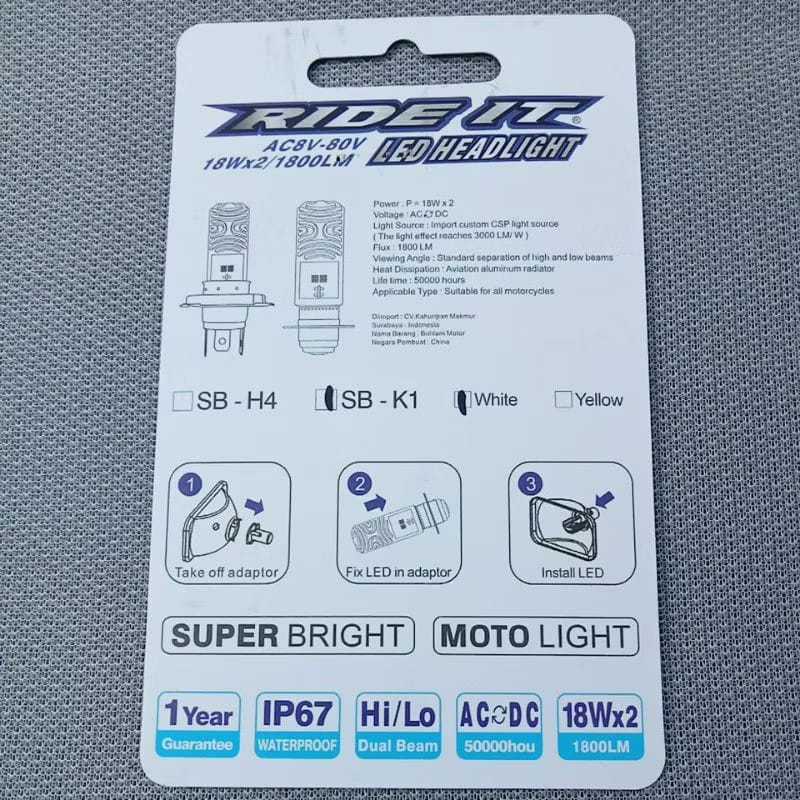 RIDE IT®
AC8V-80V
18Wx2/1800LM
LED HEADLIGHT
Power : P = 18W x 2
Voltage : AC DC
Light Source : Import custom CSP light source
( The light effect reaches 3000 LM/ W )
Flux : 1800 LM
Viewing Angle : Standard separation of high and low beams
Heat Dissipation : Aviation aluminum radiator
Life time : 50000 hours
Applicable Type : Suitable for all motorcycles
Diimport : CV.Kahuripan Makmur
Surabaya - Indonesia
Nama Barang : Bohlam Motor
Negara Pembuat : China
SB - H4
SB - K1
White
Yellow
1
Take off adaptor
2
Fix LED in adaptor
3
Install LED
SUPER BRIGHT
MOTO LIGHT
1 Year
Guarantee
IP67
WATERPROOF
Hi/Lo
Dual Beam
AC DC
50000hou
18Wx2
1800LM